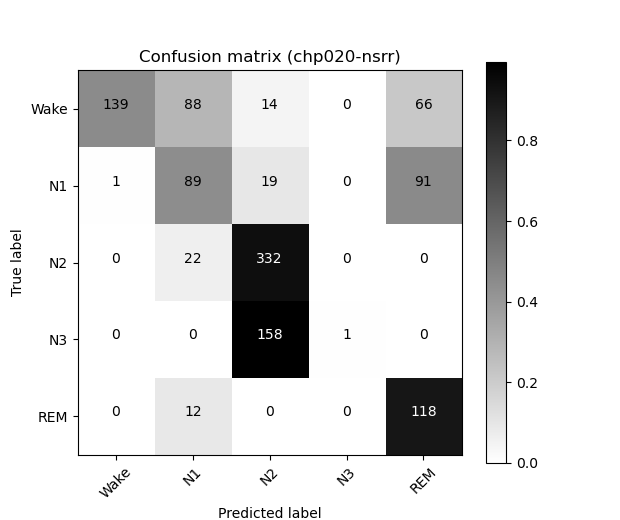 Confusion matrix (chp020-nsrr)
Wake 139 88 14 0 66
N1 1 89 19 0 91
N2 0 22 332 0 0
N3 0 0 158 1 0
REM 0 12 0 0 118
Wake N1 N2 N3 REM
Predicted label
True label
0.8
0.6
0.4
0.2
0.0